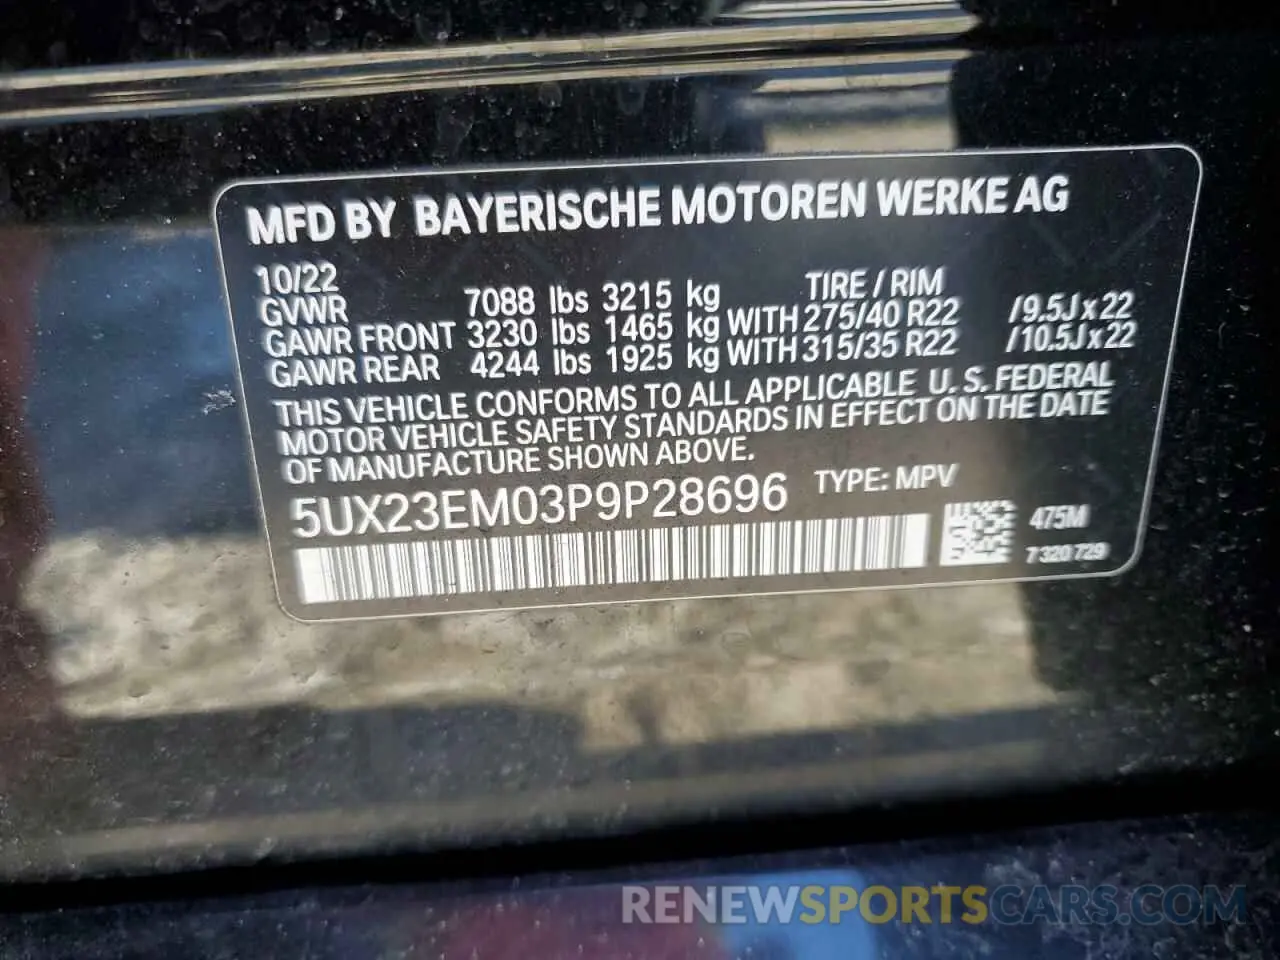 MFD BY BAYERISCHE MOTOREN WERKE AG
10/22 TIRE / RIM
GVWR 7088 lbs 3215 kg
GAWR FRONT 3230 lbs 1465 kg WITH 275/40 R22 /9.5J x 22
GAWR REAR 4244 lbs 1925 kg WITH 315/35 R22 /10.5J x 22
THIS VEHICLE CONFORMS TO ALL APPLICABLE U. S. FEDERAL
MOTOR VEHICLE SAFETY STANDARDS IN EFFECT ON THE DATE
OF MANUFACTURE SHOWN ABOVE.
5UX23EM03P9P28696 TYPE: MPV
475M
7 320 729
RENEWSPORTSCARS.COM